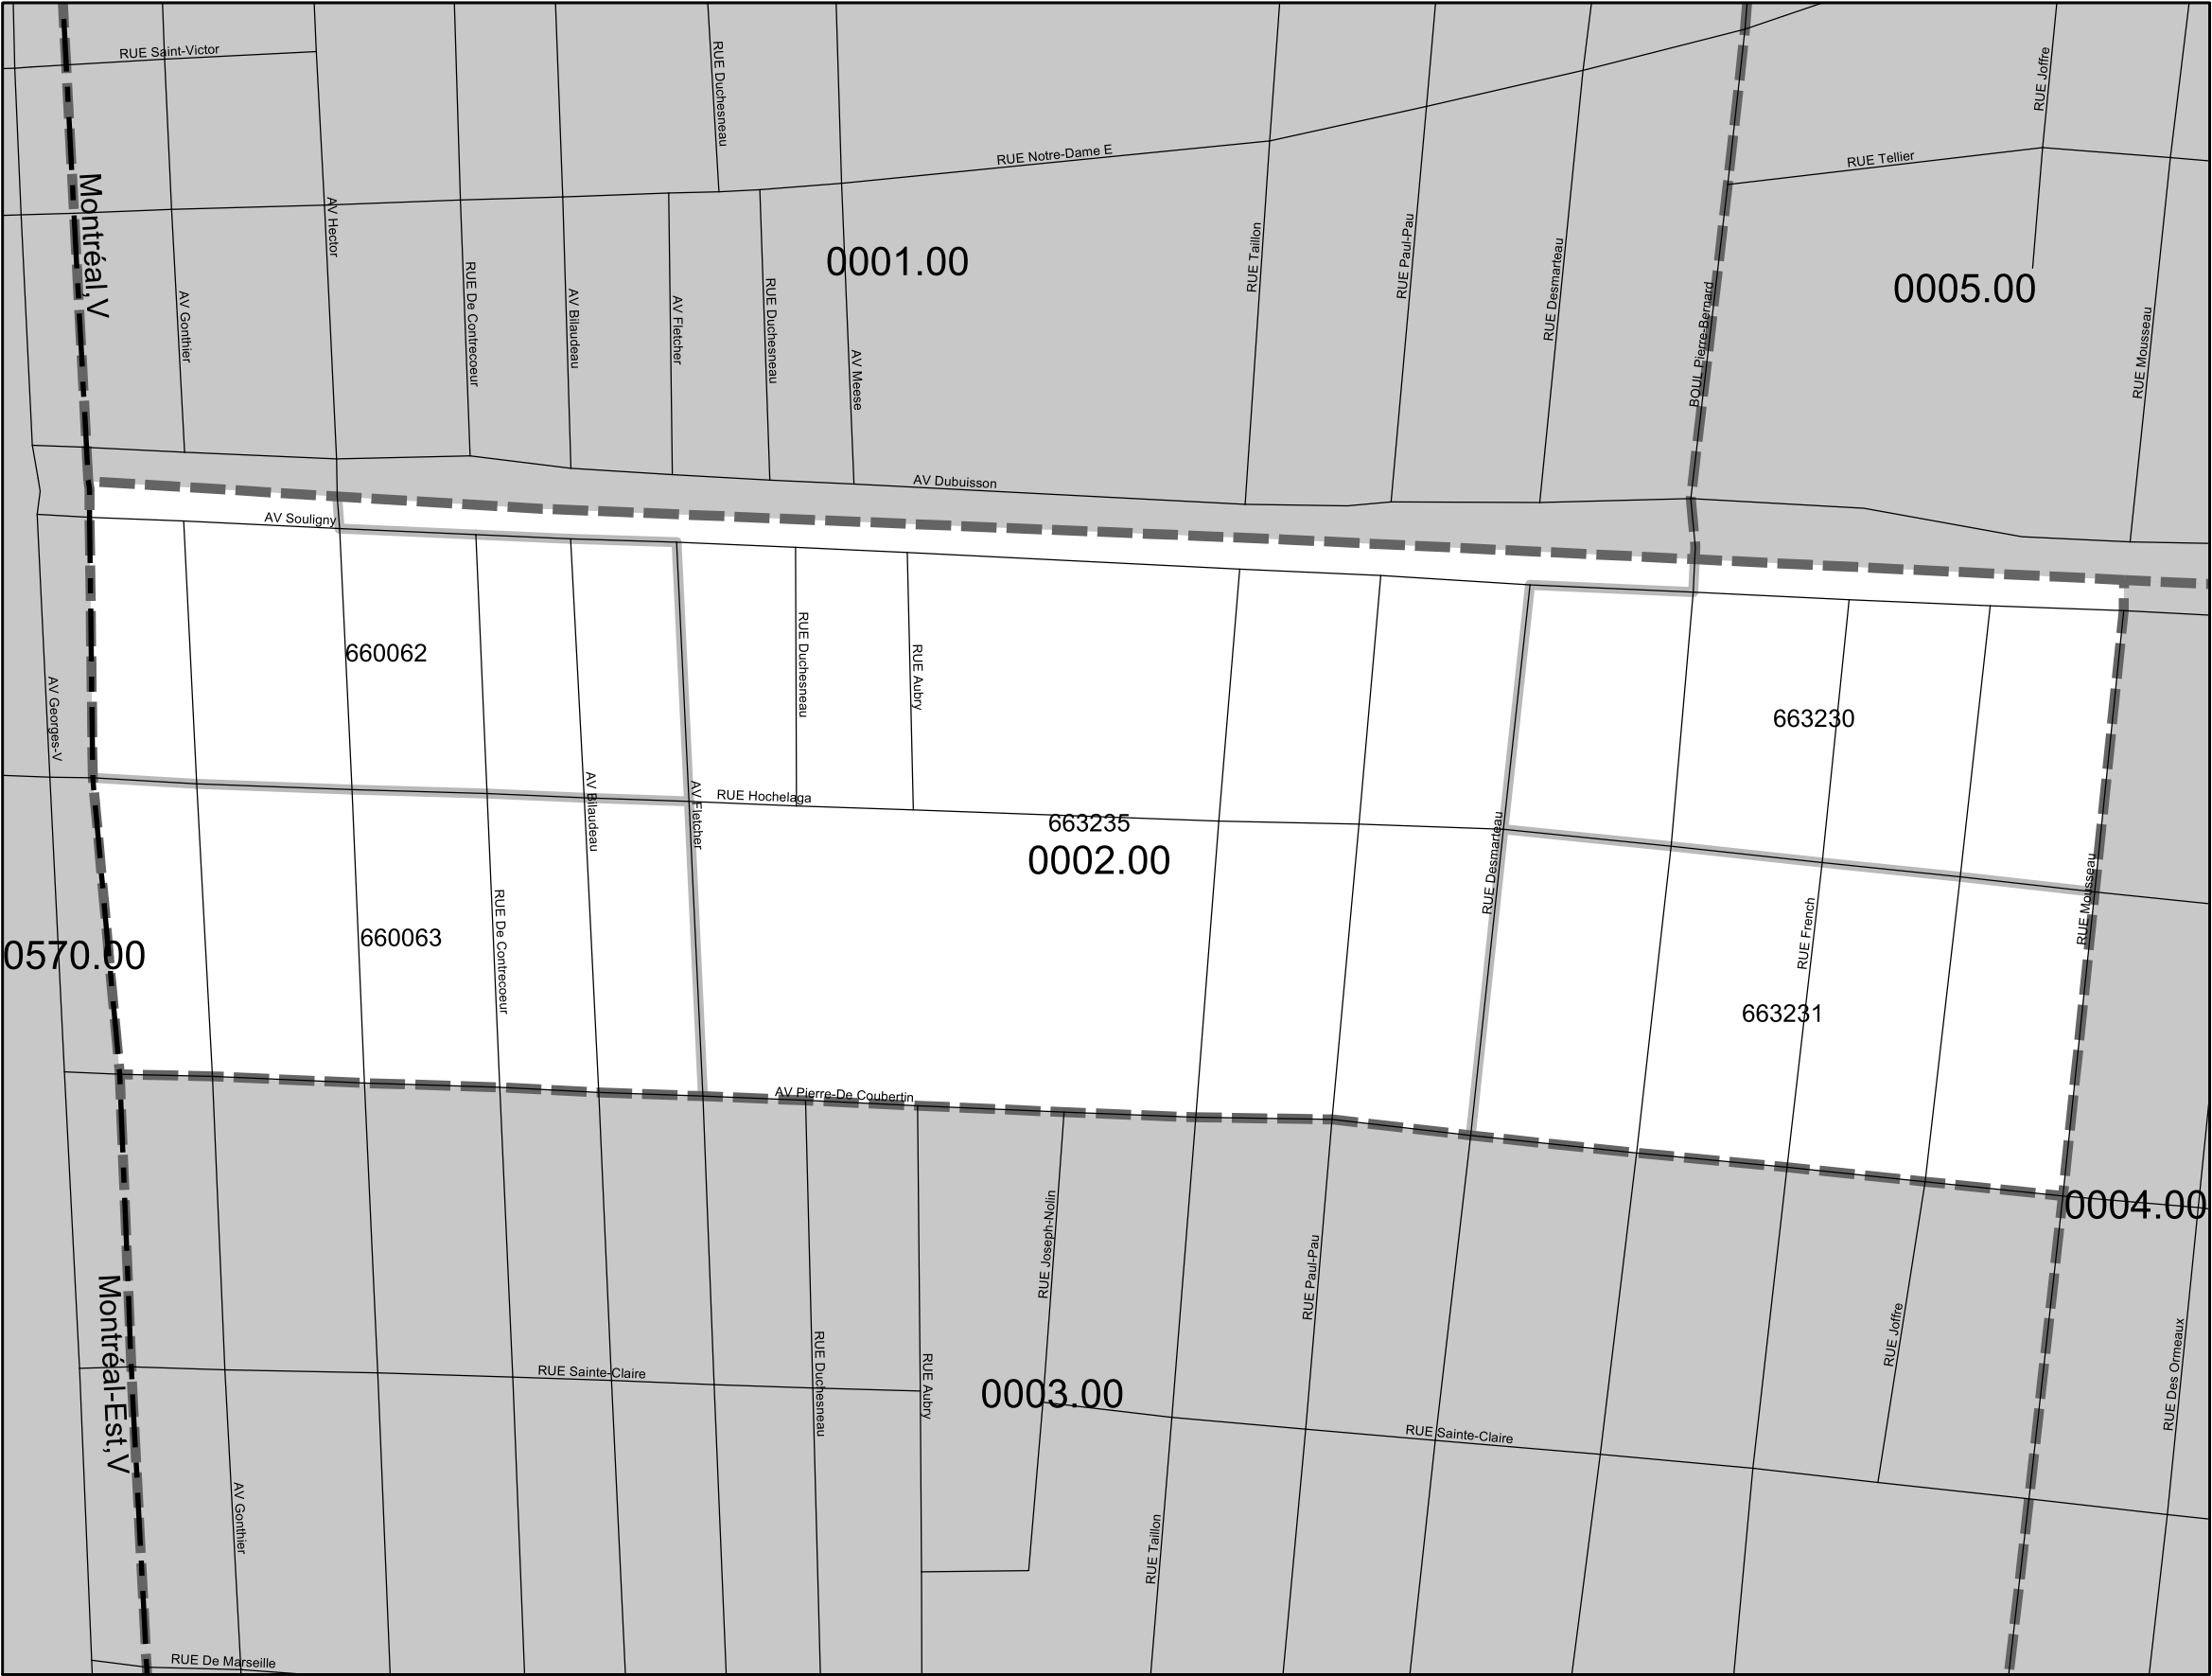 RUE Saint-Victor
RUE Duchesneau
RUE Joffre
RUE Notre-Dame E
RUE Tellier
Montréal,V
AV Hector
0001.00
RUE Taillon
RUE Paul-Pau
RUE Desmarteau
BOUL Pierre-Bernard
0005.00
AV Gonthier
RUE De Contrecoeur
AV Bilaudeau
AV Fletcher
RUE Duchesneau
AV Meese
RUE Mousseau
AV Dubuisson
AV Souligny
660062
RUE Duchesneau
RUE Aubry
AV Georges-V
663230
AV Bilaudeau
AV Fletcher
RUE Hochelaga
663235
0002.00
RUE Desmarteau
RUE Mousseau
0570.00
660063
RUE De Contrecoeur
RUE French
663231
AV Pierre-De Coubertin
0004.00
RUE Joseph-Nolin
RUE Paul-Pau
Montréal-Est,V
RUE Sainte-Claire
RUE Duchesneau
RUE Aubry
0003.00
RUE Joffre
RUE Des Ormeaux
RUE Sainte-Claire
AV Gonthier
RUE Taillon
RUE De Marseille